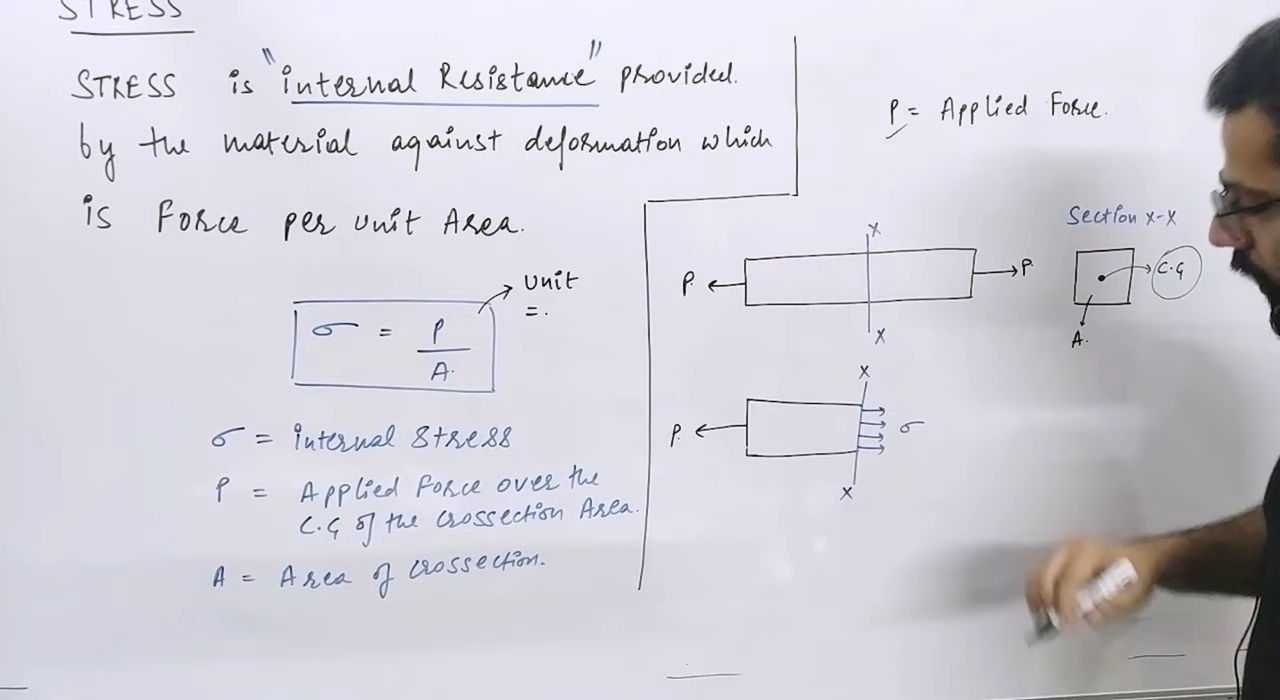 STRESS
STRESS is "internal Resistance" provided.
by the material against deformation which
is Force per unit Area.
σ = P
A.
unit
=.
σ = internal Stress
P = Applied Force over the
C.G of the crossection Area.
A = Area of crossection.
P = Applied Force.
Section X-X
X
P.
P.
C.G
X
A.
X
P.
σ
X